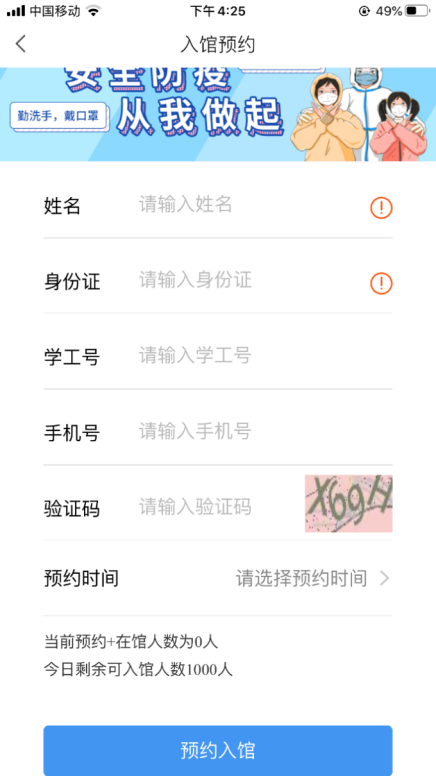 中国移动
下午4:25
49%
入馆预约
安全防疫
勤洗手，戴口罩
从我做起
姓名 请输入姓名
身份证 请输入身份证
学工号 请输入学工号
手机号 请输入手机号
验证码 请输入验证码 X69H
预约时间 请选择预约时间
当前预约+在馆人数为0人
今日剩余可入馆人数1000人
预约入馆